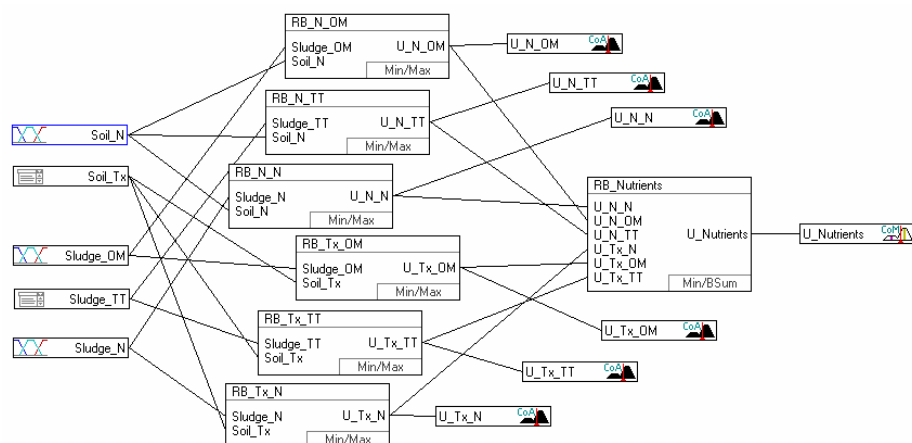 Soil_N
Soil_Tx
Sludge_OM
Sludge_TT
Sludge_N
RB_N_OM
Sludge_OM U_N_OM
Soil_N
Min/Max
RB_N_TT
Sludge_TT U_N_TT
Soil_N
Min/Max
RB_N_N
Sludge_N U_N_N
Soil_N
Min/Max
RB_Tx_OM
Sludge_OM U_Tx_OM
Soil_Tx
Min/Max
RB_Tx_TT
Sludge_TT U_Tx_TT
Soil_Tx
Min/Max
RB_Tx_N
Sludge_N U_Tx_N
Soil_Tx
Min/Max
U_N_OM CoA
U_N_TT CoA
U_N_N CoA
RB_Nutrients
U_N_N
U_N_OM
U_N_TT U_Nutrients
U_Tx_N
U_Tx_OM
U_Tx_TT
Min/BSum
U_Nutrients CoM
U_Tx_OM CoA
U_Tx_TT CoA
U_Tx_N CoA